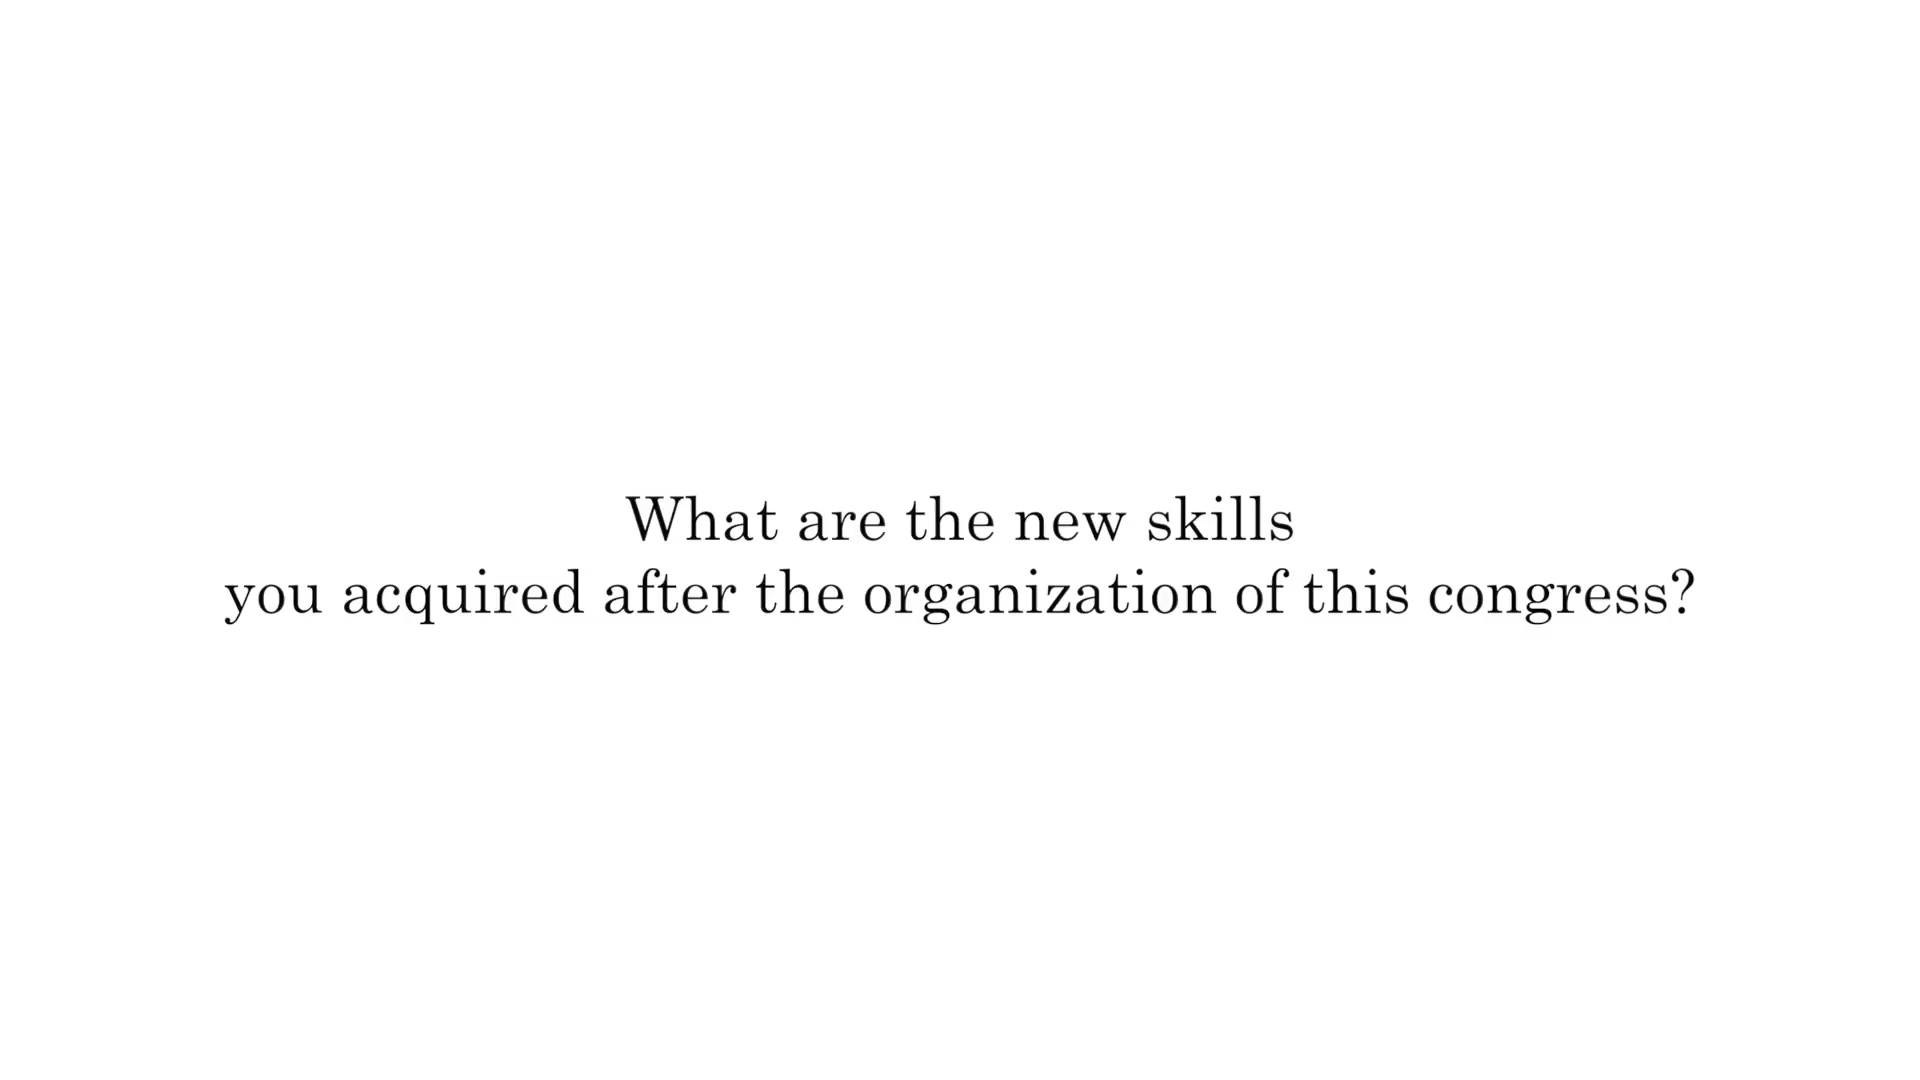 What are the new skills
you acquired after the organization of this congress?